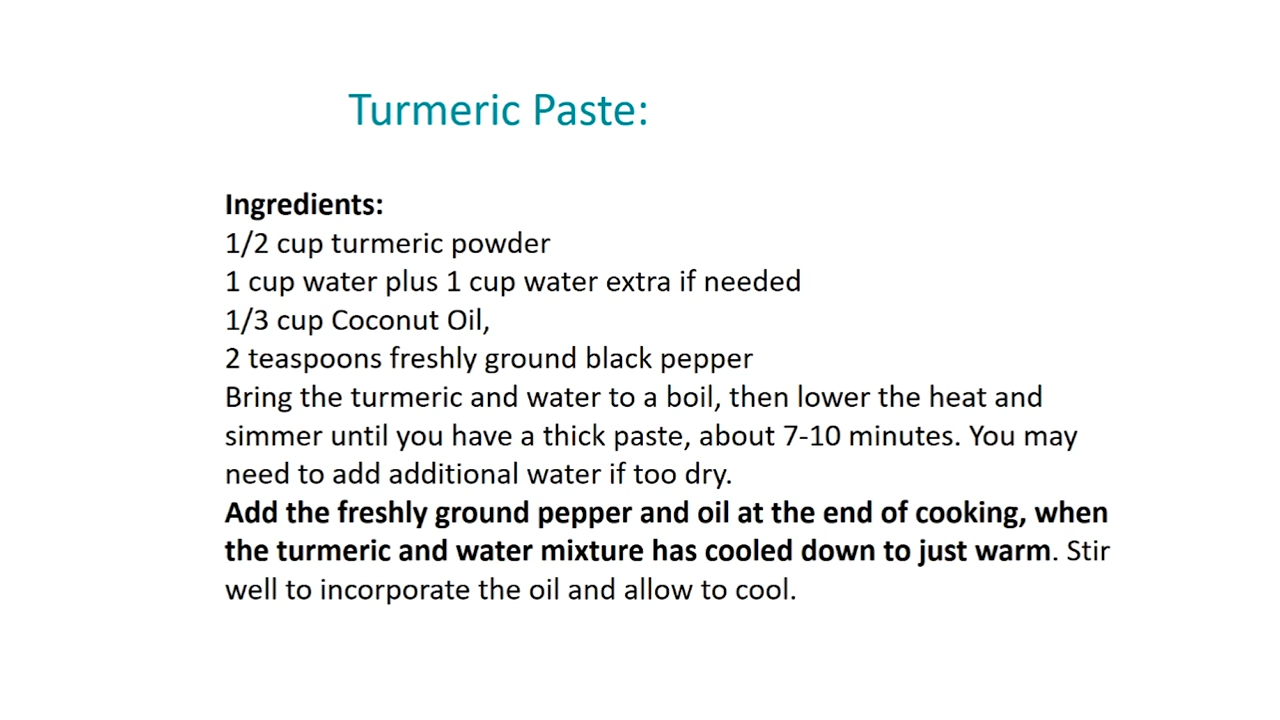 Turmeric Paste:
Ingredients:
1/2 cup turmeric powder
1 cup water plus 1 cup water extra if needed
1/3 cup Coconut Oil,
2 teaspoons freshly ground black pepper
Bring the turmeric and water to a boil, then lower the heat and
simmer until you have a thick paste, about 7-10 minutes. You may
need to add additional water if too dry.
Add the freshly ground pepper and oil at the end of cooking, when
the turmeric and water mixture has cooled down to just warm. Stir
well to incorporate the oil and allow to cool.